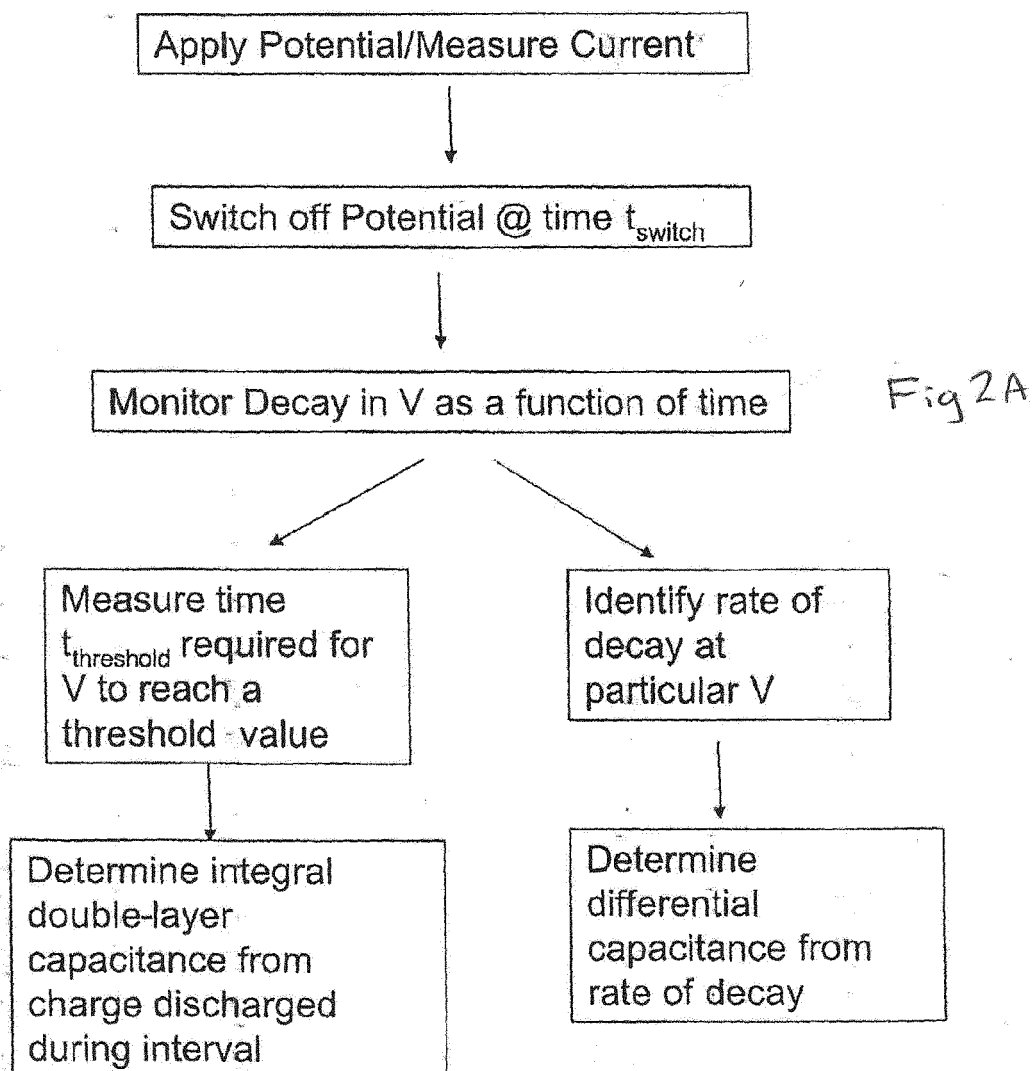 Apply Potential/Measure Current
Switch off Potential @ time tswitch
Monitor Decay in V as a function of time
Fig 2A
Measure time
tthreshold required for
V to reach a
threshold value
Identify rate of
decay at
particular V
Determine integral
double-layer
capacitance from
charge discharged
during interval
Determine
differential
capacitance from
rate of decay